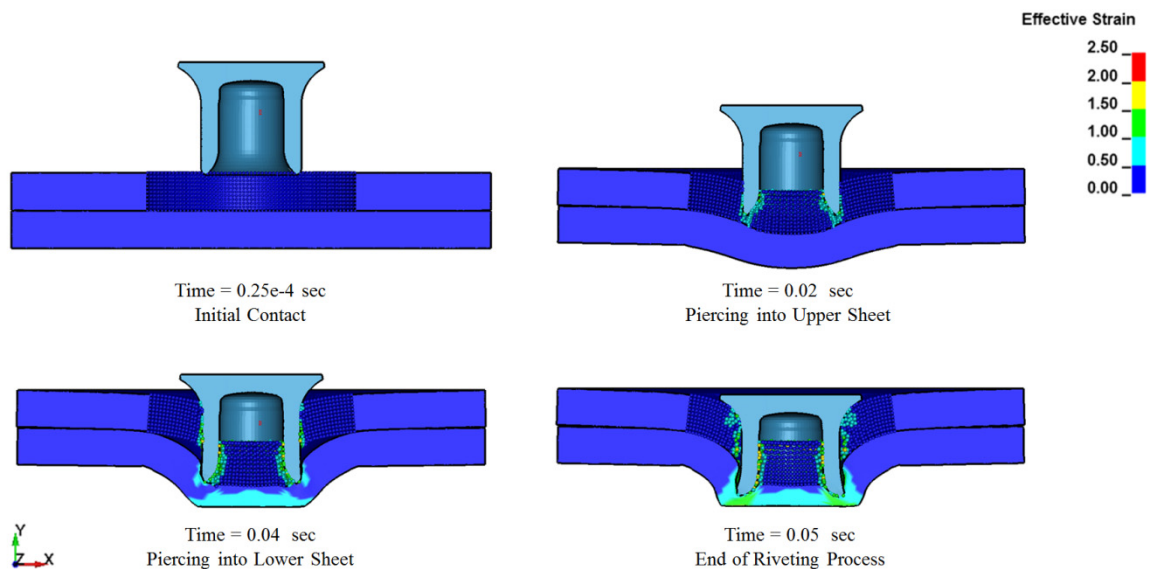 Effective Strain
2.50
2.00
1.50
1.00
0.50
0.00
Time = 0.25e-4 sec
Initial Contact
Time = 0.02 sec
Piercing into Upper Sheet
Time = 0.04 sec
Piercing into Lower Sheet
Time = 0.05 sec
End of Riveting Process
Y
Z X